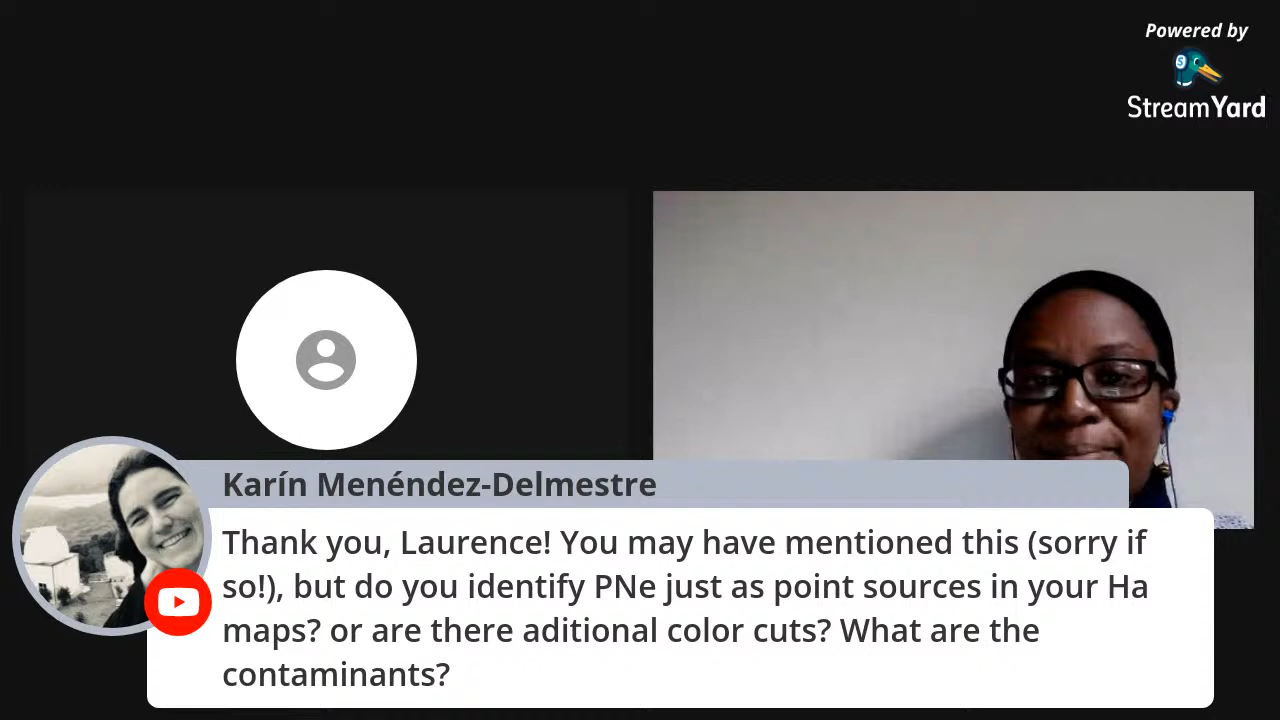 Powered by
StreamYard
Karín Menéndez-Delmestre
Thank you, Laurence! You may have mentioned this (sorry if
so!), but do you identify PNe just as point sources in your Ha
maps? or are there aditional color cuts? What are the
contaminants?